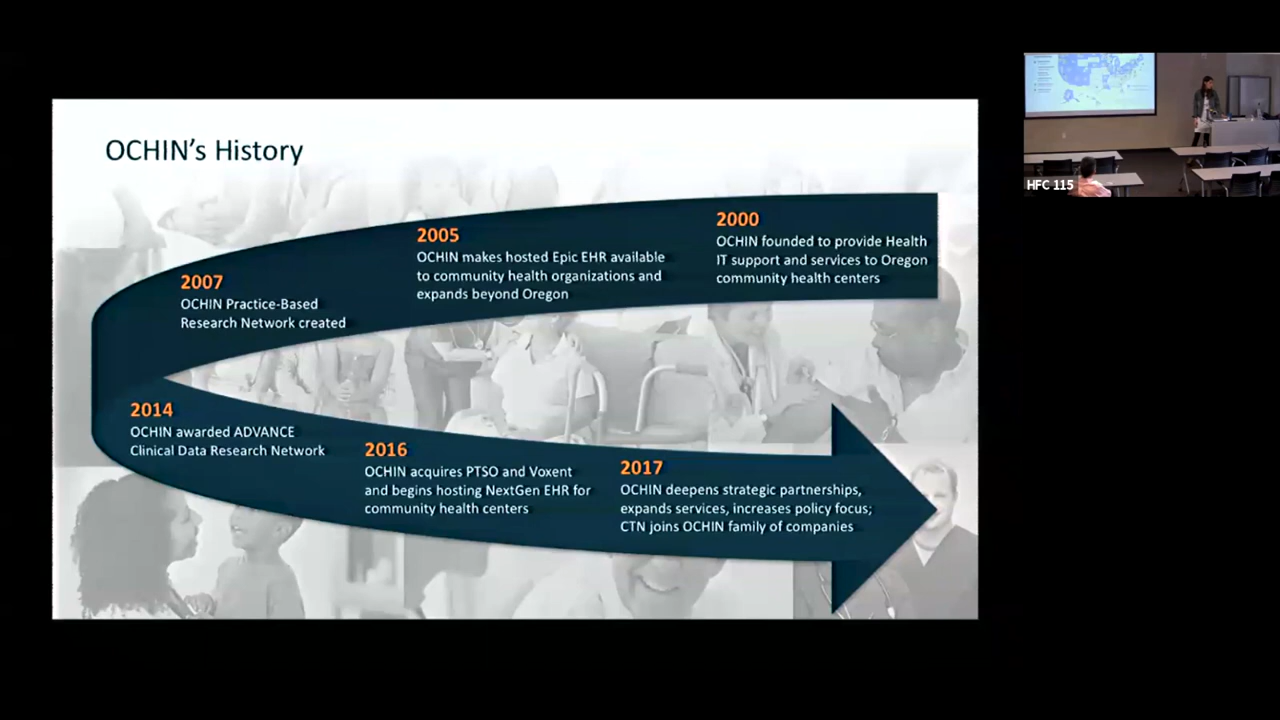 OCHIN's History
2000
OCHIN founded to provide Health
IT support and services to Oregon
community health centers
2005
OCHIN makes hosted Epic EHR available
to community health organizations and
expands beyond Oregon
2007
OCHIN Practice-Based
Research Network created
2014
OCHIN awarded ADVANCE
Clinical Data Research Network
2016
OCHIN acquires PTSO and Voxent
and begins hosting NextGen EHR for
community health centers
2017
OCHIN deepens strategic partnerships,
expands services, increases policy focus;
CTN joins OCHIN family of companies
HFC 115